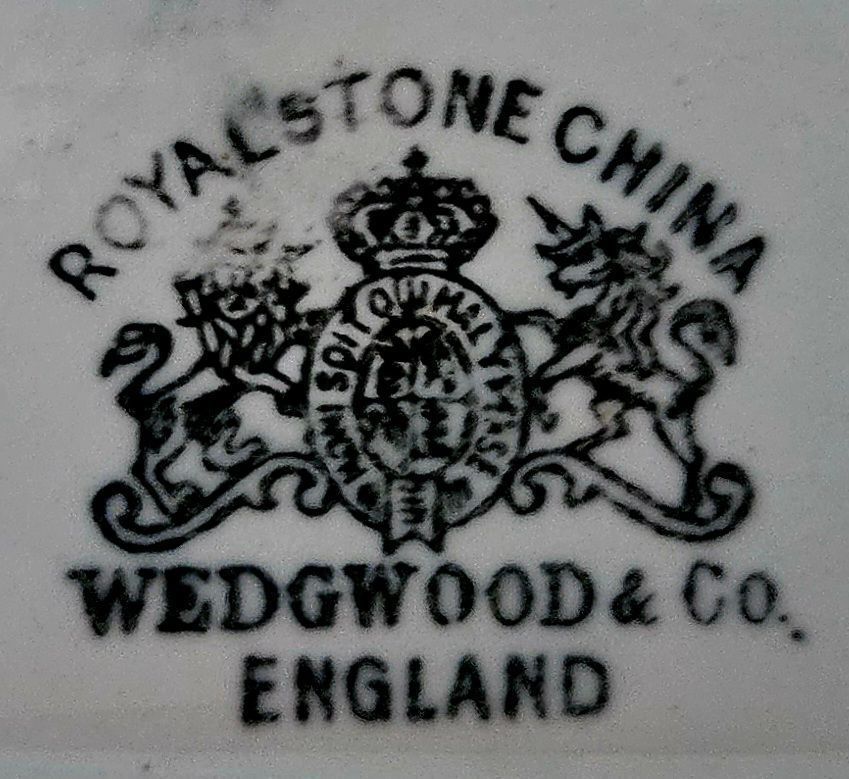 ROYAL STONE CHINA
WEDGWOOD & CO.,
ENGLAND